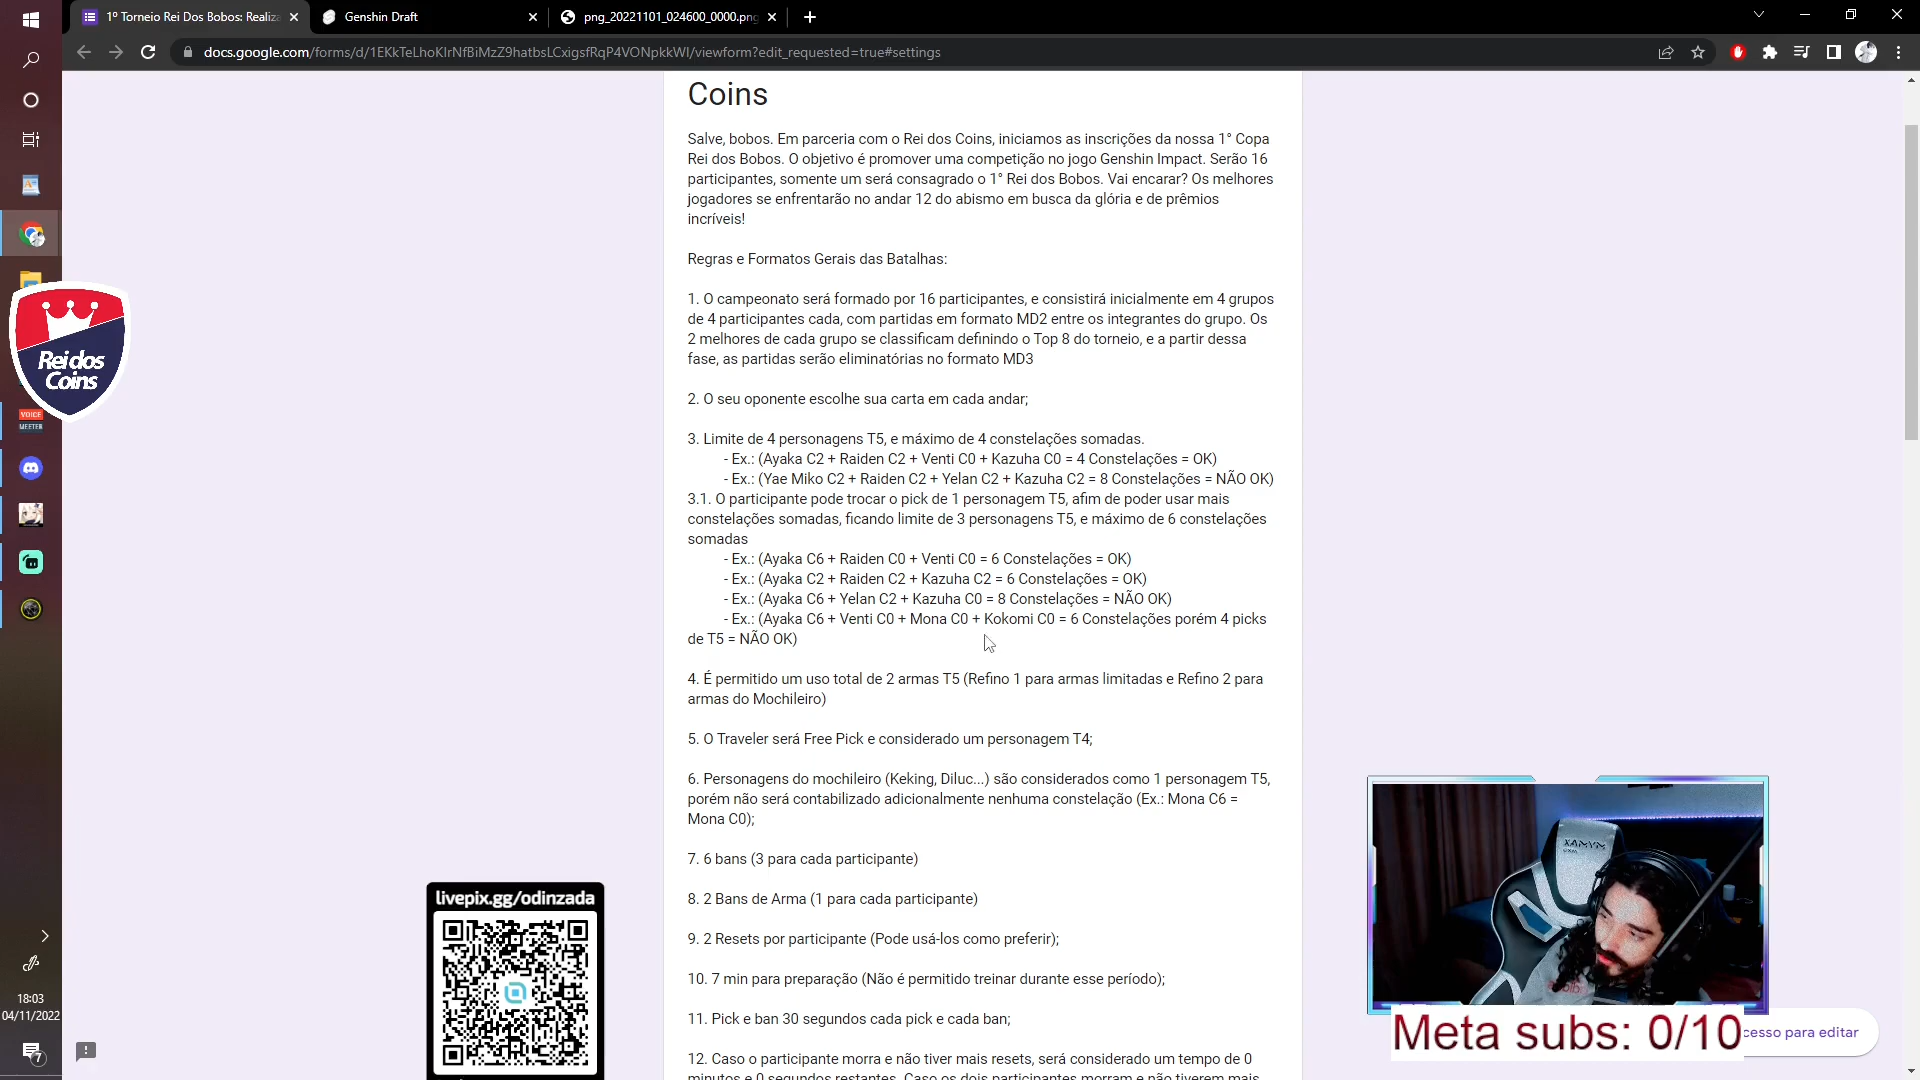 1º Torneio Rei Dos Bobos: Realiza
Genshin Draft
png_20221101_024600_0000.png
docs.google.com/forms/d/1EKkTeLhoKIrNfBiMzZ9hatbsLCxigsfRqP4VONpkkWI/viewform?edit_requested=true#settings
Coins
Salve, bobos. Em parceria com o Rei dos Coins, iniciamos as inscrições da nossa 1° Copa
Rei dos Bobos. O objetivo é promover uma competição no jogo Genshin Impact. Serão 16
participantes, somente um será consagrado o 1° Rei dos Bobos. Vai encarar? Os melhores
jogadores se enfrentarão no andar 12 do abismo em busca da glória e de prêmios
incríveis!
Regras e Formatos Gerais das Batalhas:
1. O campeonato será formado por 16 participantes, e consistirá inicialmente em 4 grupos
de 4 participantes cada, com partidas em formato MD2 entre os integrantes do grupo. Os
2 melhores de cada grupo se classificam definindo o Top 8 do torneio, e a partir dessa
fase, as partidas serão eliminatórias no formato MD3
2. O seu oponente escolhe sua carta em cada andar;
3. Limite de 4 personagens T5, e máximo de 4 constelações somadas.
- Ex.: (Ayaka C2 + Raiden C2 + Venti C0 + Kazuha C0 = 4 Constelações = OK)
- Ex.: (Yae Miko C2 + Raiden C2 + Yelan C2 + Kazuha C2 = 8 Constelações = NÃO OK)
3.1. O participante pode trocar o pick de 1 personagem T5, afim de poder usar mais
constelações somadas, ficando limite de 3 personagens T5, e máximo de 6 constelações
somadas
- Ex.: (Ayaka C6 + Raiden C0 + Venti C0 = 6 Constelações = OK)
- Ex.: (Ayaka C2 + Raiden C2 + Kazuha C2 = 6 Constelações = OK)
- Ex.: (Ayaka C6 + Yelan C2 + Kazuha C0 = 8 Constelações = NÃO OK)
- Ex.: (Ayaka C6 + Venti C0 + Mona C0 + Kokomi C0 = 6 Constelações porém 4 picks
de T5 = NÃO OK)
4. É permitido um uso total de 2 armas T5 (Refino 1 para armas limitadas e Refino 2 para
armas do Mochileiro)
5. O Traveler será Free Pick e considerado um personagem T4;
6. Personagens do mochileiro (Keking, Diluc...) são considerados como 1 personagem T5,
porém não será contabilizado adicionalmente nenhuma constelação (Ex.: Mona C6 =
Mona C0);
7. 6 bans (3 para cada participante)
8. 2 Bans de Arma (1 para cada participante)
9. 2 Resets por participante (Pode usá-los como preferir);
10. 7 min para preparação (Não é permitido treinar durante esse período);
11. Pick e ban 30 segundos cada pick e cada ban;
12. Caso o participante morra e não tiver mais resets, será considerado um tempo de 0
minutos e 0 segundos restantes. Caso os dois participantes morram e não tiverem mais
Rei dos
Coins
VOICE
MEETER
18:03
04/11/2022
7
livepix.gg/odinzada
XAMYM
Meta subs: 0/10
cesso para editar